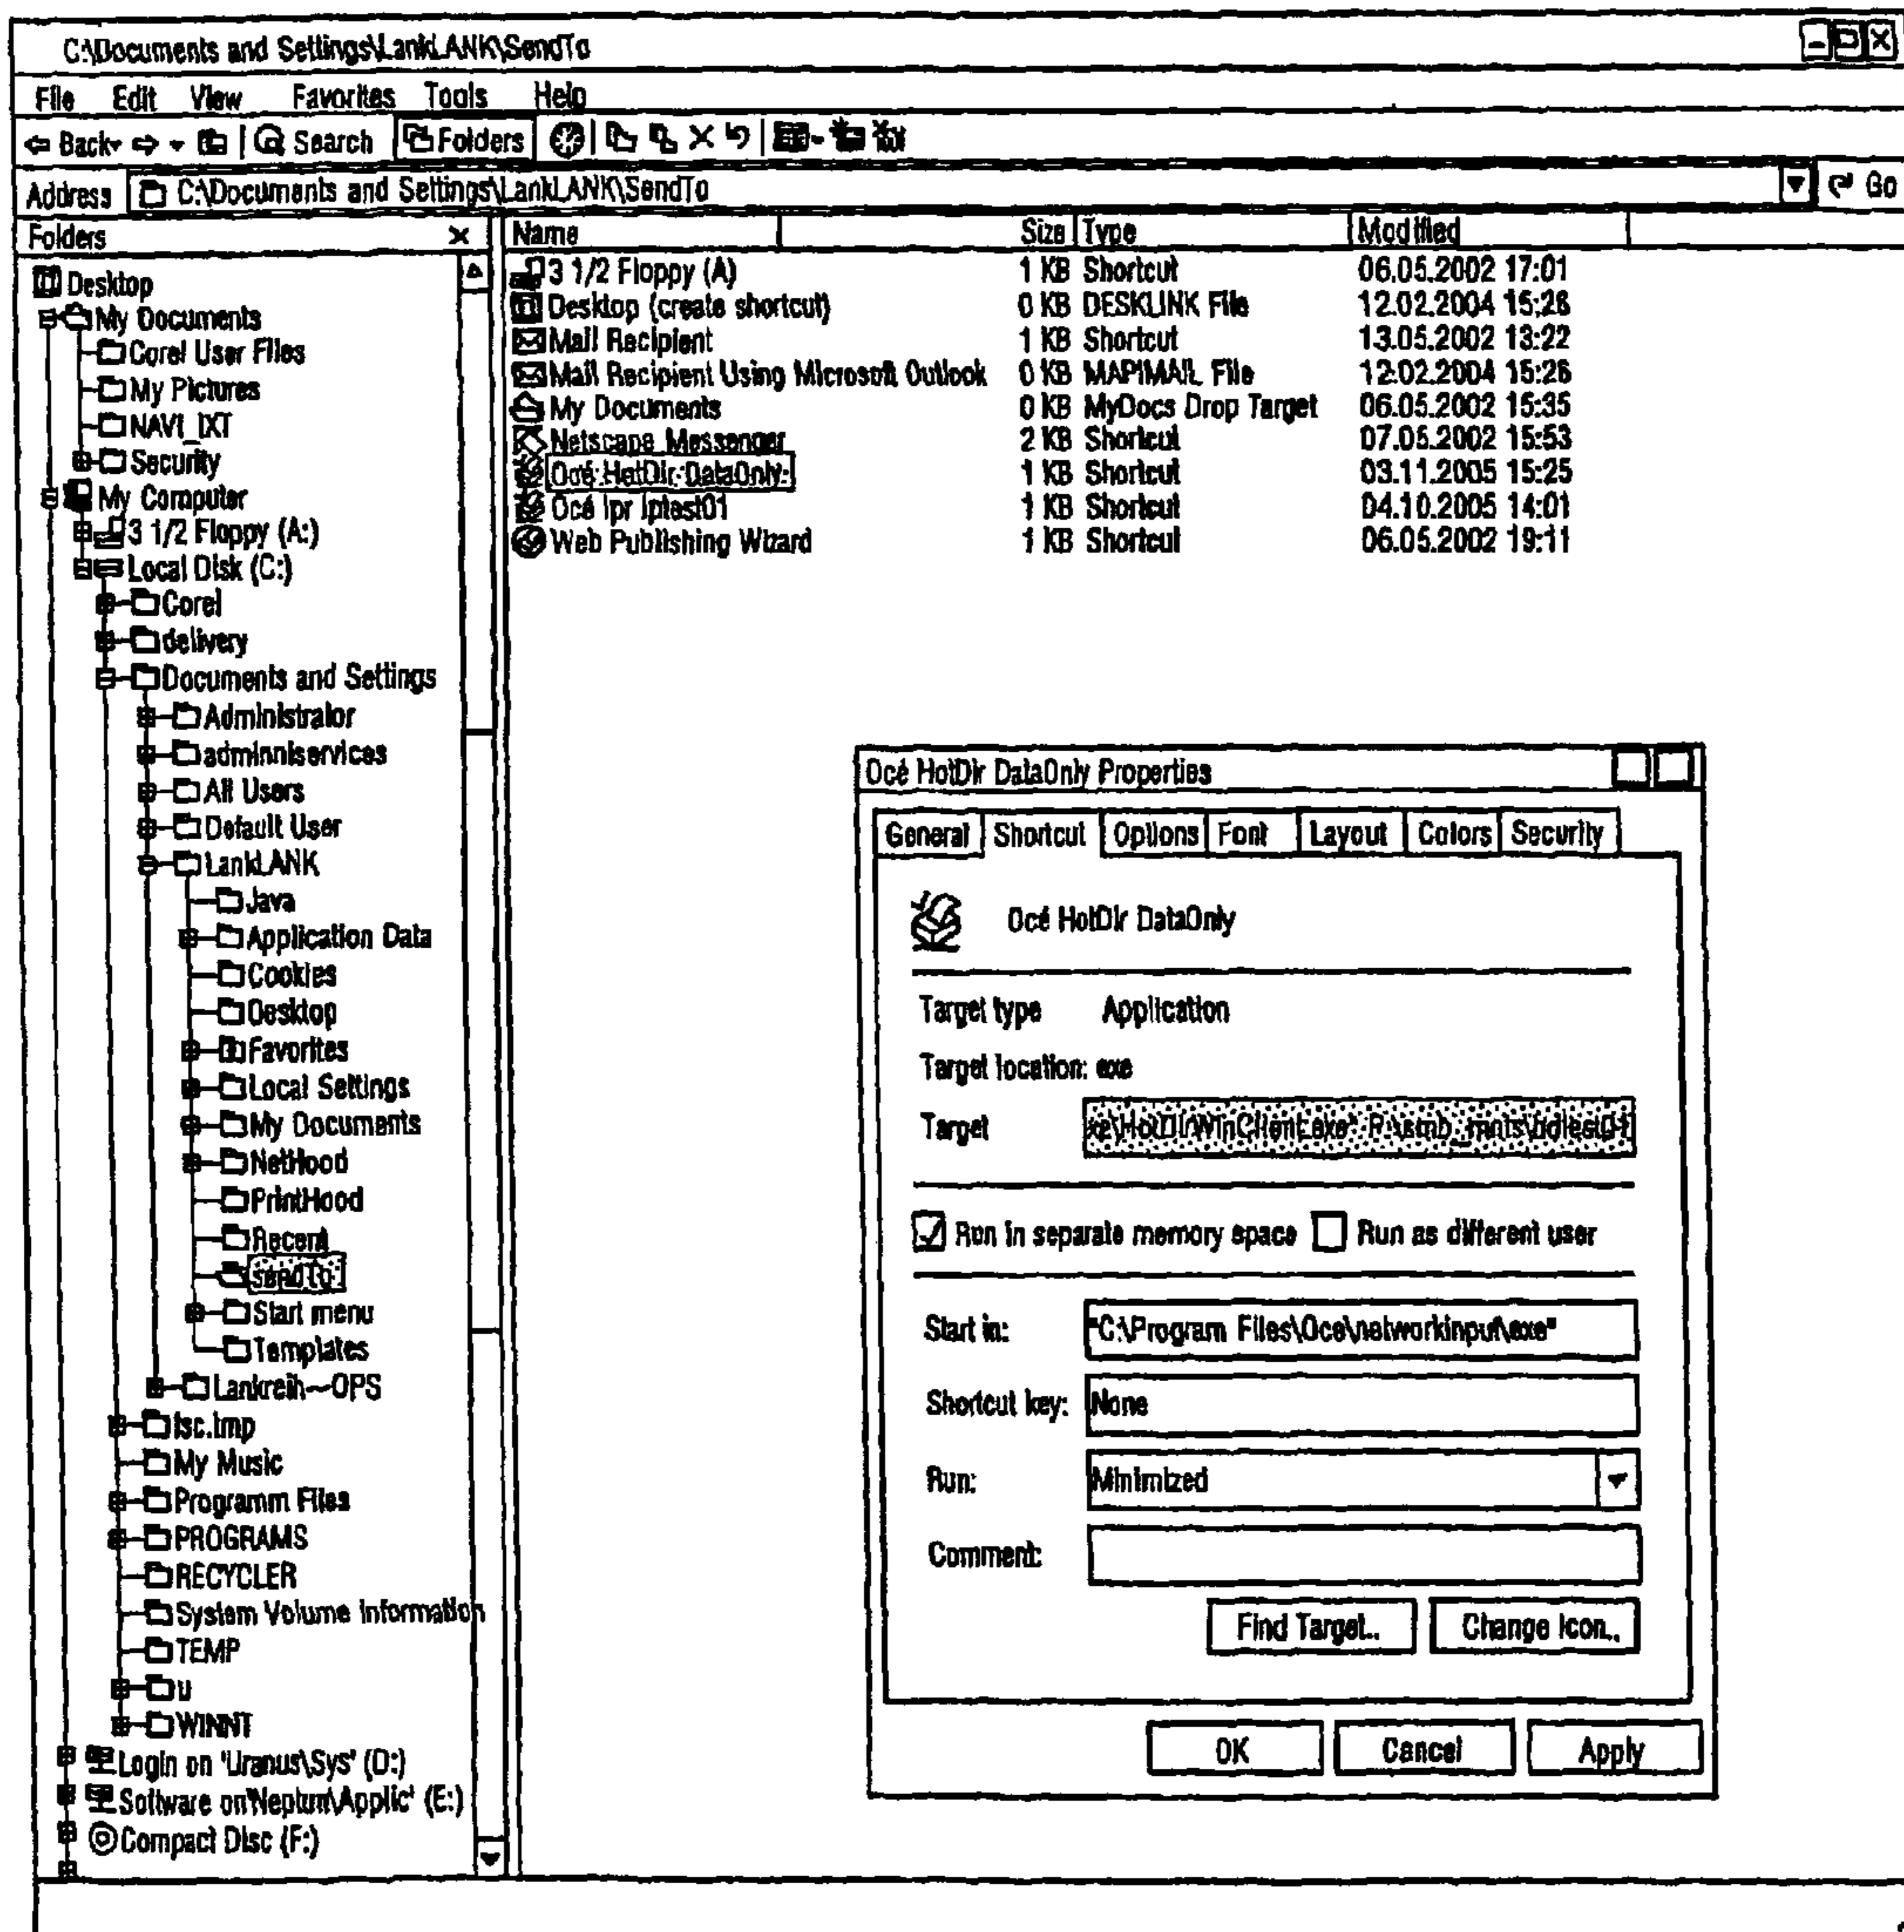 C:\Documents and Settings\LankLANK\SendTo
File Edit View Favorites Tools Help
Back Search Folders
Address C:\Documents and Settings\LankLANK\SendTo Go
Folders
Desktop
My Documents
Corel User Files
My Pictures
NAVI_IXT
Security
My Computer
3 1/2 Floppy (A:)
Local Disk (C:)
Corel
delivery
Documents and Settings
Administrator
adminniservices
All Users
Default User
LankLANK
Java
Application Data
Cookies
Desktop
Favorites
Local Settings
My Documents
NetHood
PrintHood
Recent
sendTo
Start menu
Templates
Lankreih~OPS
My Music
Programm Files
PROGRAMS
RECYCLER
System Volume Information
TEMP
u
WINNT
Login on 'Uranus\Sys' (D:)
Software on'Neptun\Applic' (E:)
Compact Disc (F:)
Name Size Type Modified
3 1/2 Floppy (A) 1 KB Shortcut 06.05.2002 17:01
Desktop (create shortcut) 0 KB DESKLINK File 12.02.2004 15:26
Mail Recipient 1 KB Shortcut 13.05.2002 13:22
Mail Recipient Using Microsoft Outlook 0 KB MAPIMAIL File 12.02.2004 15:26
My Documents 0 KB MyDocs Drop Target 06.05.2002 15:35
Netscape Messenger 2 KB Shortcut 07.05.2002 15:53
Océ HotDir DataOnly 1 KB Shortcut 03.11.2005 15:25
Océ lpr lptest01 1 KB Shortcut 04.10.2005 14:01
Web Publishing Wizard 1 KB Shortcut 06.05.2002 19:11
Océ HotDir DataOnly Properties
General Shortcut Options Font Layout Colors Security
Océ HotDir DataOnly
Target type Application
Target location: exe
Target xe\HotDirWinClient.exe" R:\smb_mnts\hdtest01
Run in separate memory space Run as different user
Start in: "C:\Program Files\Oce\networkinput\exe"
Shortcut key: None
Run: Minimized
Comment:
Find Target.. Change Icon..
OK Cancel Apply